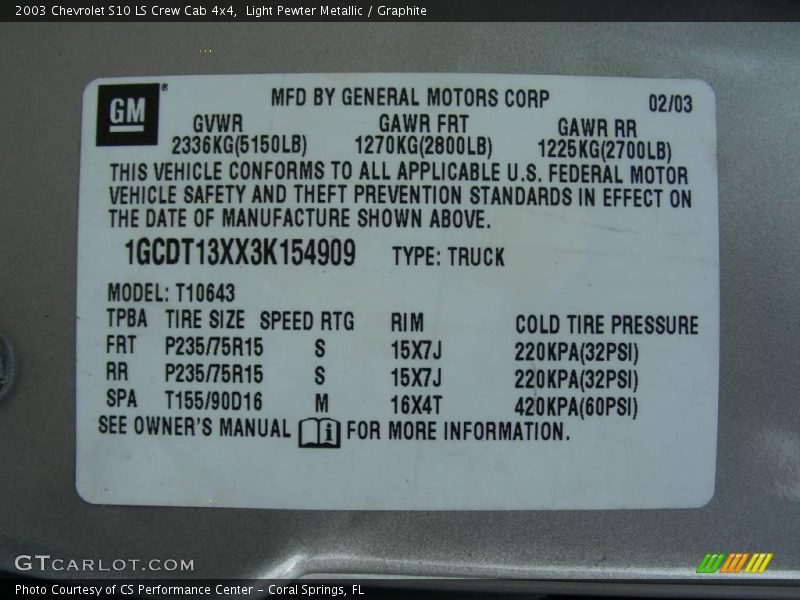 2003 Chevrolet S10 LS Crew Cab 4x4,  Light Pewter Metallic / Graphite
GM ®
MFD BY GENERAL MOTORS CORP 02/03
GVWR GAWR FRT GAWR RR
2336KG(5150LB) 1270KG(2800LB) 1225KG(2700LB)
THIS VEHICLE CONFORMS TO ALL APPLICABLE U.S. FEDERAL MOTOR
VEHICLE SAFETY AND THEFT PREVENTION STANDARDS IN EFFECT ON
THE DATE OF MANUFACTURE SHOWN ABOVE.
1GCDT13XX3K154909 TYPE: TRUCK
MODEL: T10643
TPBA TIRE SIZE SPEED RTG RIM COLD TIRE PRESSURE
FRT P235/75R15 S 15X7J 220KPA(32PSI)
RR P235/75R15 S 15X7J 220KPA(32PSI)
SPA T155/90D16 M 16X4T 420KPA(60PSI)
SEE OWNER'S MANUAL i FOR MORE INFORMATION.
GTCARLOT.COM
Photo Courtesy of CS Performance Center – Coral Springs, FL